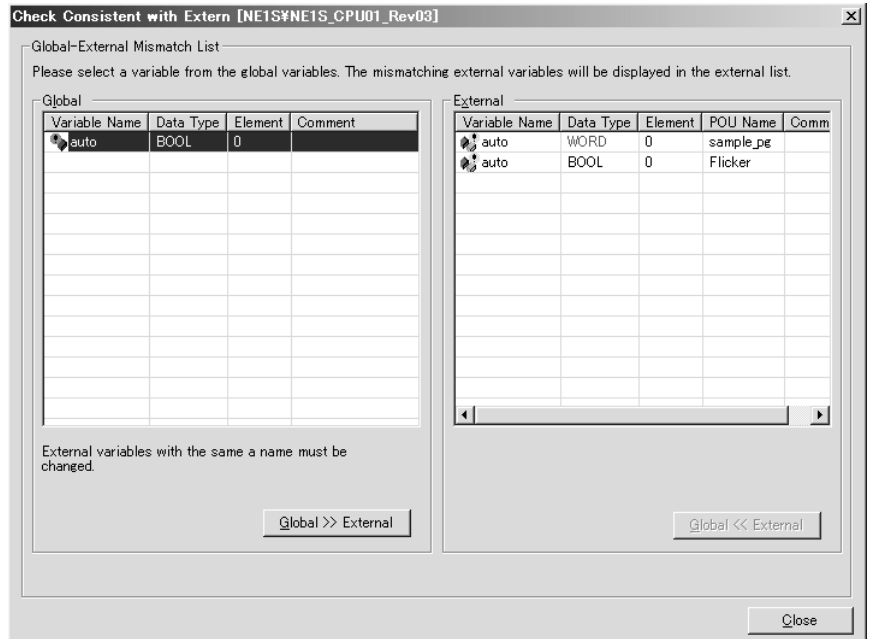 Check Consistent with Extern [NE1S¥NE1S_CPU01_Rev03]
Global-External Mismatch List
Please select a variable from the global variables. The mismatching external variables will be displayed in the external list.
Global
Variable Name Data Type Element Comment
auto BOOL 0
External variables with the same a name must be
changed.
Global >> External
External
Variable Name Data Type Element POU Name Comm
auto WORD 0 sample_pg
auto BOOL 0 Flicker
Global << External
Close